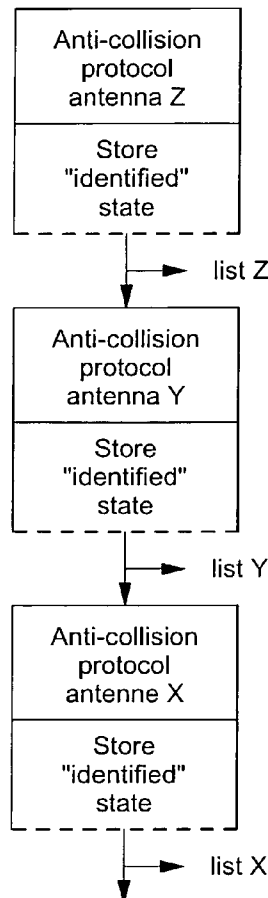 Anti-collision
protocol
antenna Z
Store
"identified"
state
list Z
Anti-collision
protocol
antenna Y
Store
"identified"
state
list Y
Anti-collision
protocol
antenne X
Store
"identified"
state
list X